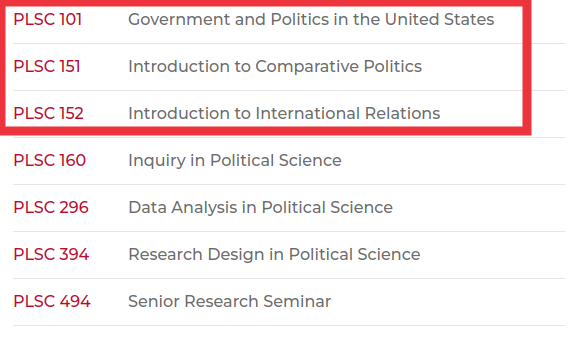 PLSC 101 Government and Politics in the United States
PLSC 151 Introduction to Comparative Politics
PLSC 152 Introduction to International Relations
PLSC 160 Inquiry in Political Science
PLSC 296 Data Analysis in Political Science
PLSC 394 Research Design in Political Science
PLSC 494 Senior Research Seminar